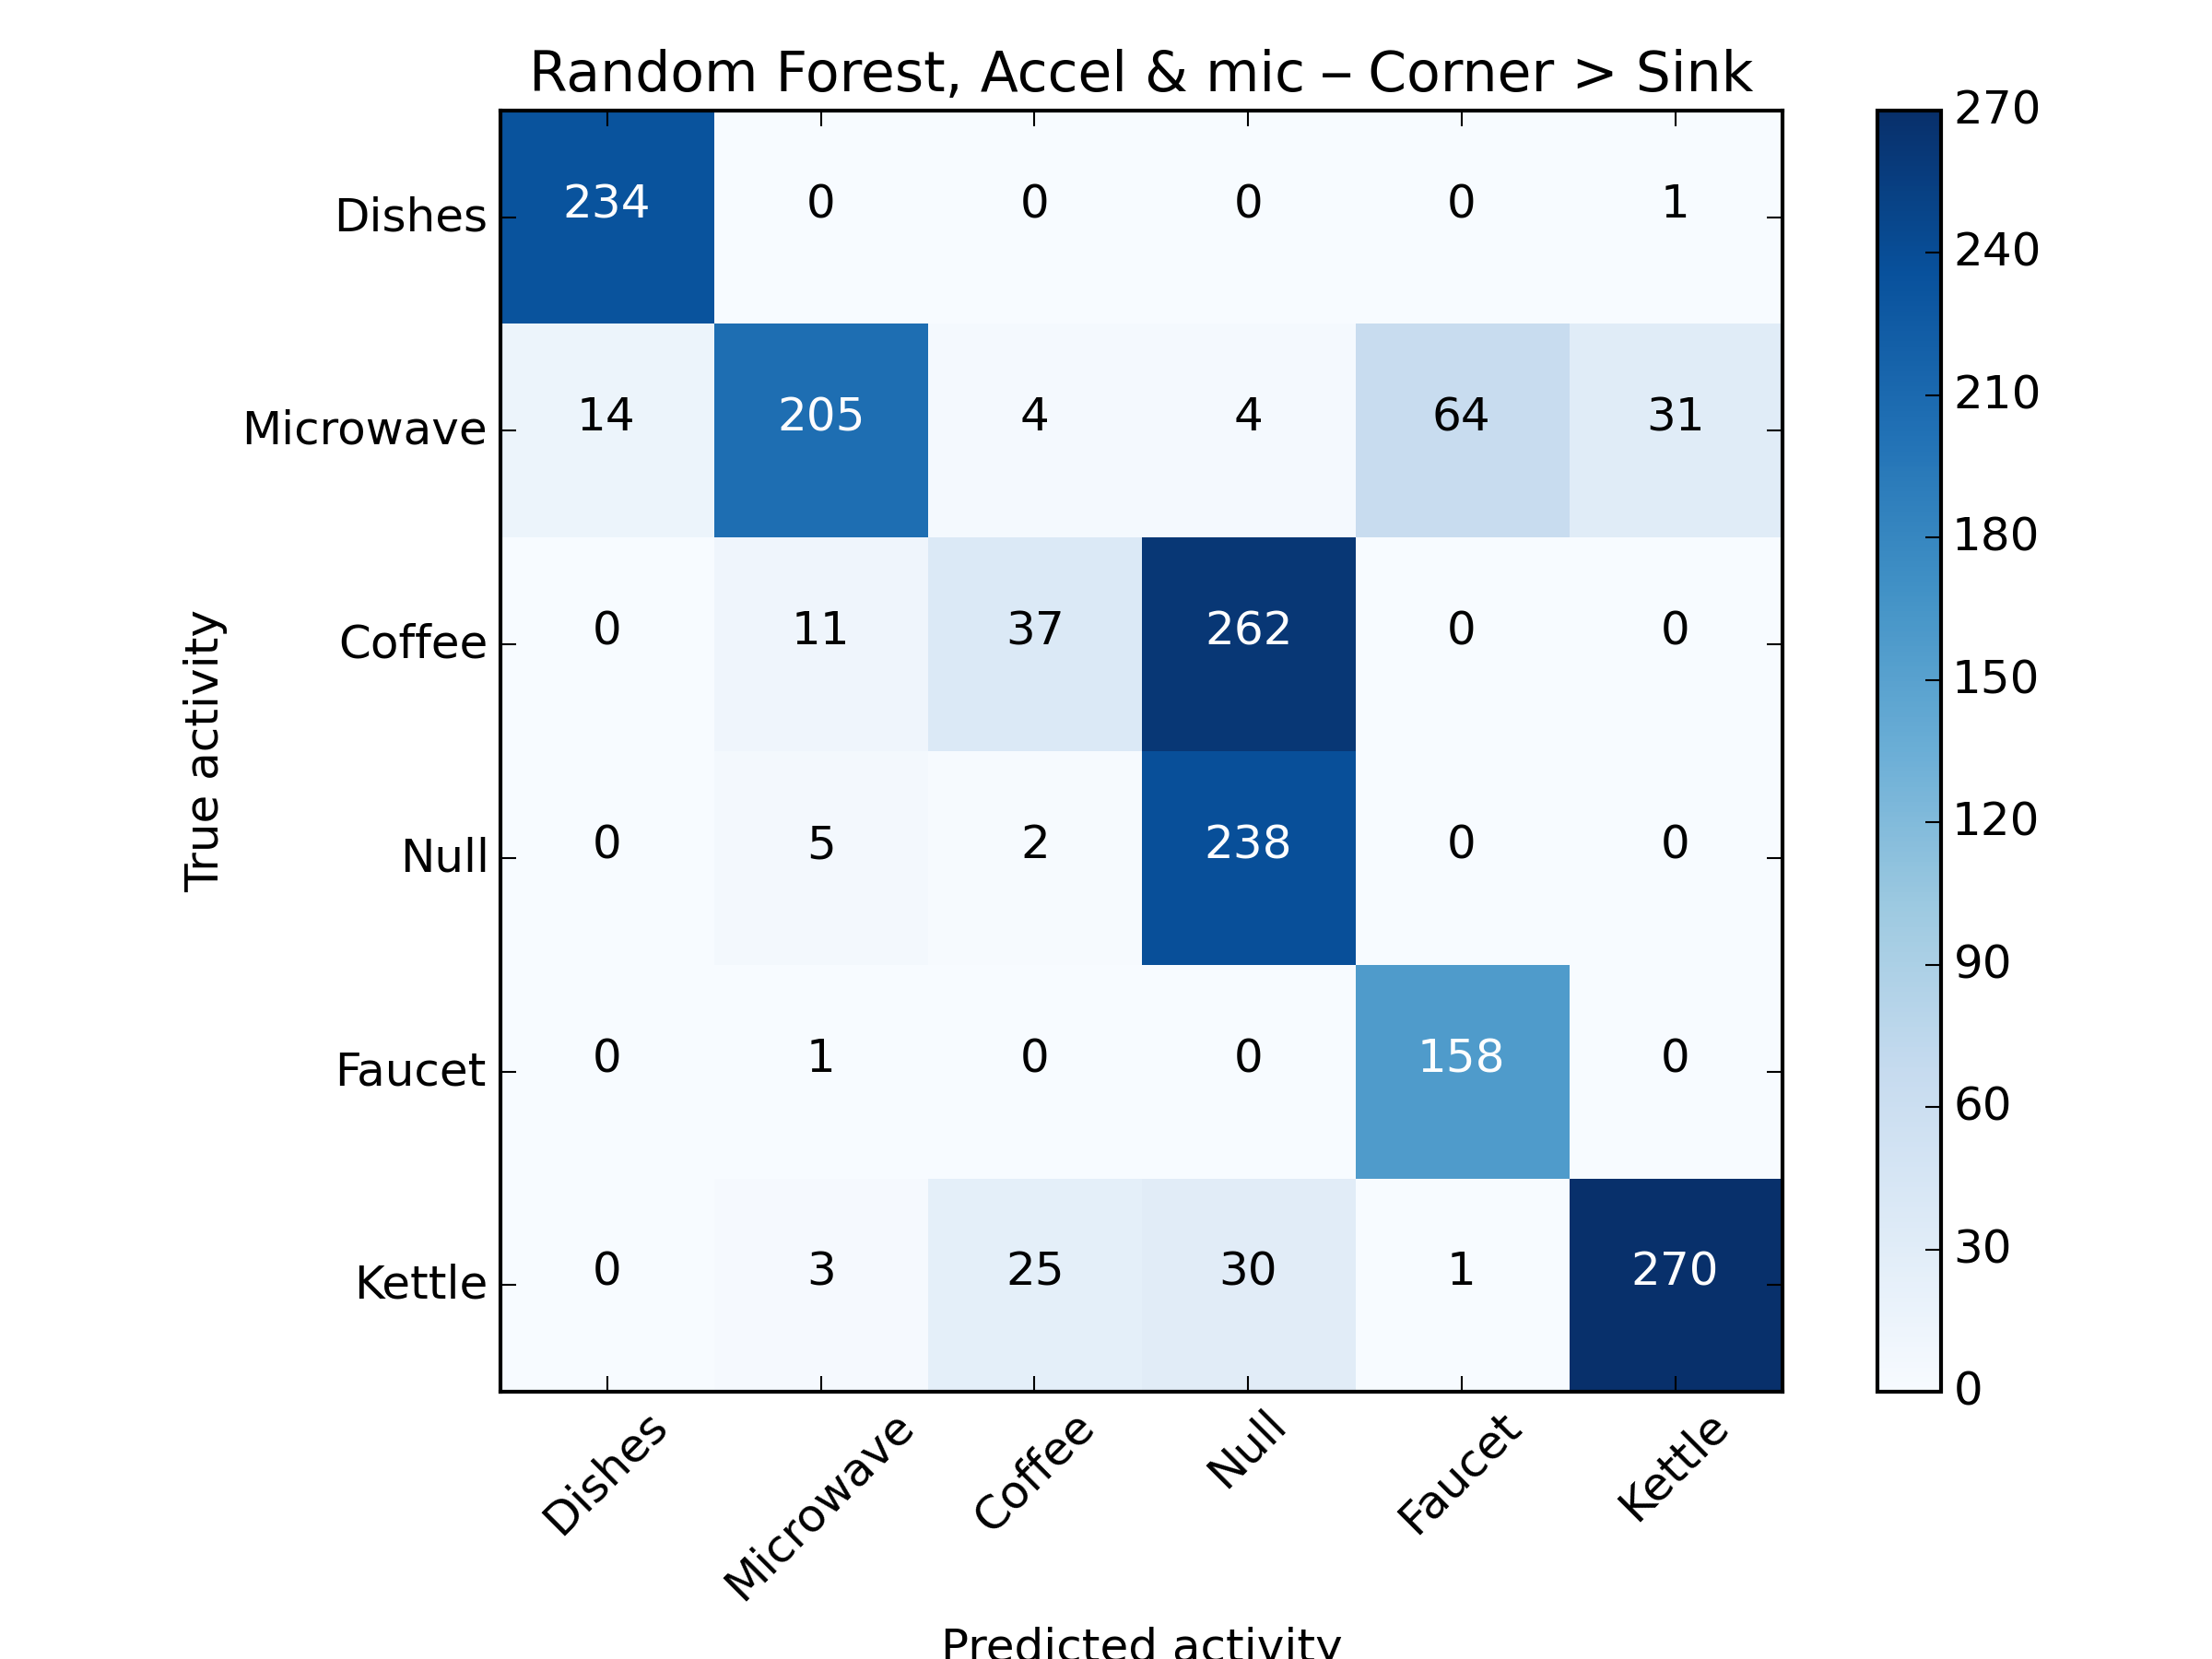 Random Forest, Accel & mic – Corner > Sink
270
Dishes 234 0 0 0 0 1
240
210
Microwave 14 205 4 4 64 31
180
Coffee 0 11 37 262 0 0
150
120
True activity
Null 0 5 2 238 0 0
90
Faucet 0 1 0 0 158 0
60
30
Kettle 0 3 25 30 1 270
0
Dishes Microwave Coffee Null Faucet Kettle
Predicted activity